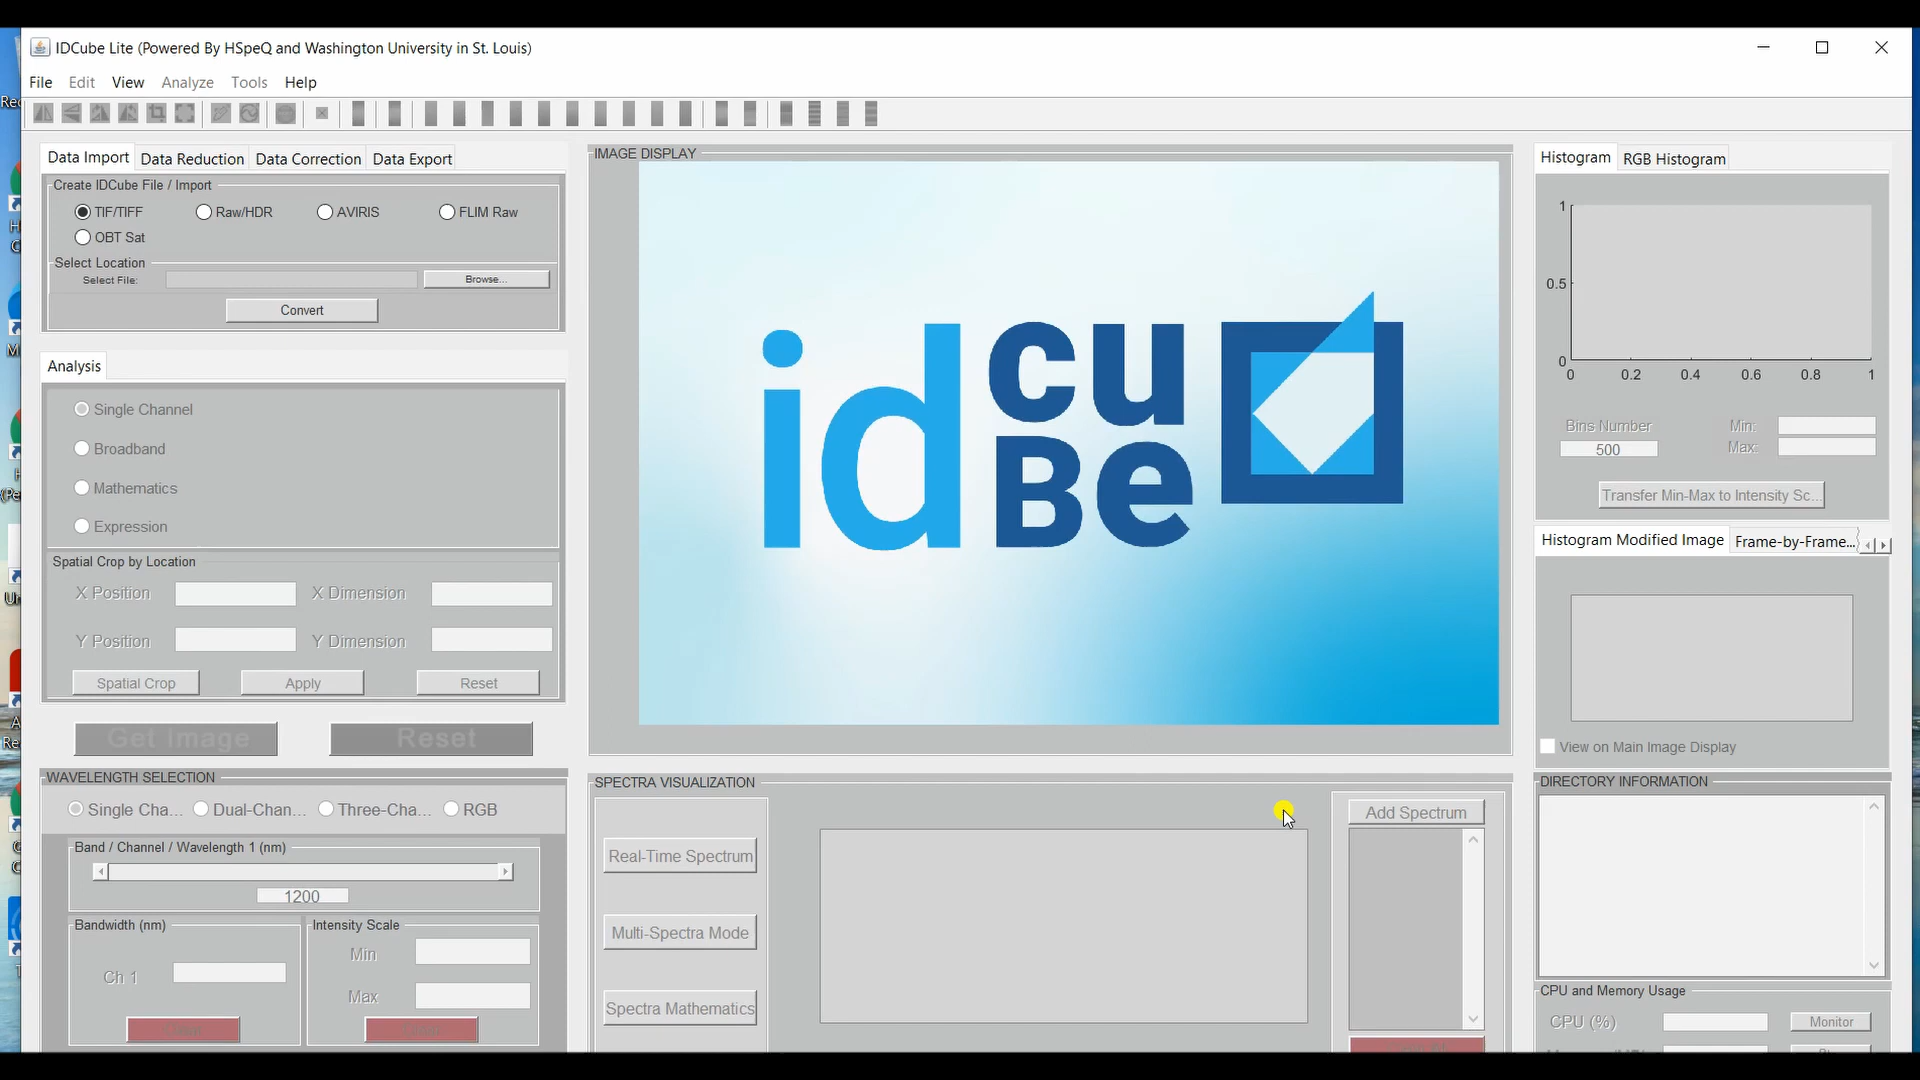 IDCube Lite (Powered By HSpeQ and Washington University in St. Louis)
File Edit View Analyze Tools Help
Data Import Data Reduction Data Correction Data Export
Create IDCube File / Import
TIF/TIFF Raw/HDR AVIRIS FLIM Raw
OBT Sat
Select Location
Select File: Browse...
Convert
Analysis
Single Channel
Broadband
Mathematics
Expression
Spatial Crop by Location
X Position X Dimension
Y Position Y Dimension
Spatial Crop Apply Reset
Get Image Reset
WAVELENGTH SELECTION
Single Cha... Dual-Chan... Three-Cha... RGB
Band / Channel / Wavelength 1 (nm)
1200
Bandwidth (nm)
Ch 1
Intensity Scale
Min
Max
IMAGE DISPLAY
id cu
Be
SPECTRA VISUALIZATION
Real-Time Spectrum
Multi-Spectra Mode
Spectra Mathematics
Add Spectrum
Histogram RGB Histogram
1
0.5
0
0 0.2 0.4 0.6 0.8 1
Bins Number
500
Min:
Max:
Transfer Min-Max to Intensity Sc...
Histogram Modified Image Frame-by-Frame...
View on Main Image Display
DIRECTORY INFORMATION
CPU and Memory Usage
CPU (%) Monitor